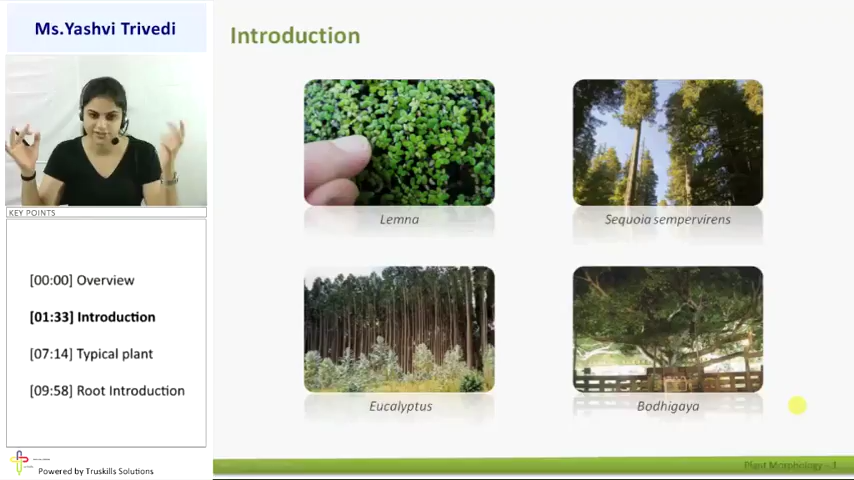 Ms.Yashvi Trivedi
Introduction
Lemna
Sequoia sempervirens
KEY POINTS
[00:00] Overview
[01:33] Introduction
[07:14] Typical plant
[09:58] Root Introduction
Eucalyptus
Bodhigaya
Powered by Truskills Solutions
Plant Morphology - 1